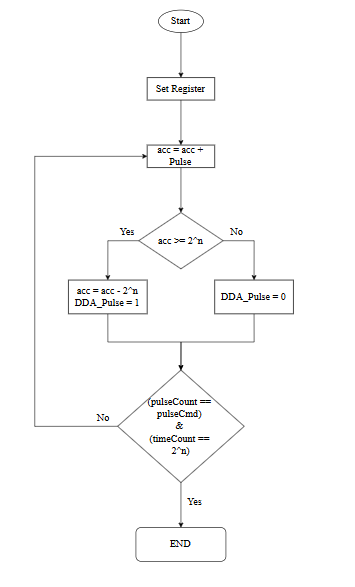 Start
Set Register
acc = acc +
Pulse
Yes
No
acc >= 2^n
acc = acc - 2^n
DDA_Pulse = 1
DDA_Pulse = 0
(pulseCount ==
pulseCmd)
&
(timeCount ==
2^n)
No
Yes
END